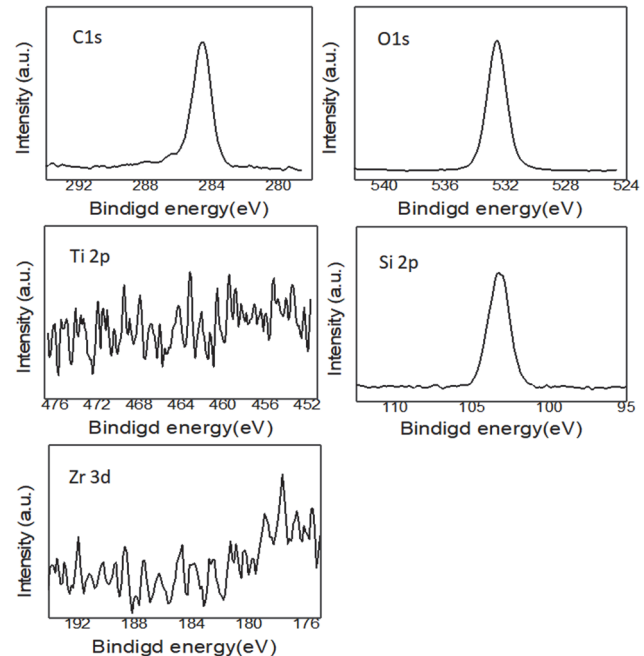 C1s
Intensity (a.u.)
292 288 284 280
Bindigd energy(eV)
O1s
Intensity (a.u.)
540 536 532 528 524
Bindigd energy(eV)
Ti 2p
Intensity (a.u.)
476 472 468 464 460 456 452
Bindigd energy(eV)
Si 2p
Intensity (a.u.)
110 103 100 95
Bindigd energy(eV)
Zr 3d
Intensity (a.u.)
192 188 184 180 176
Bindigd energy(eV)